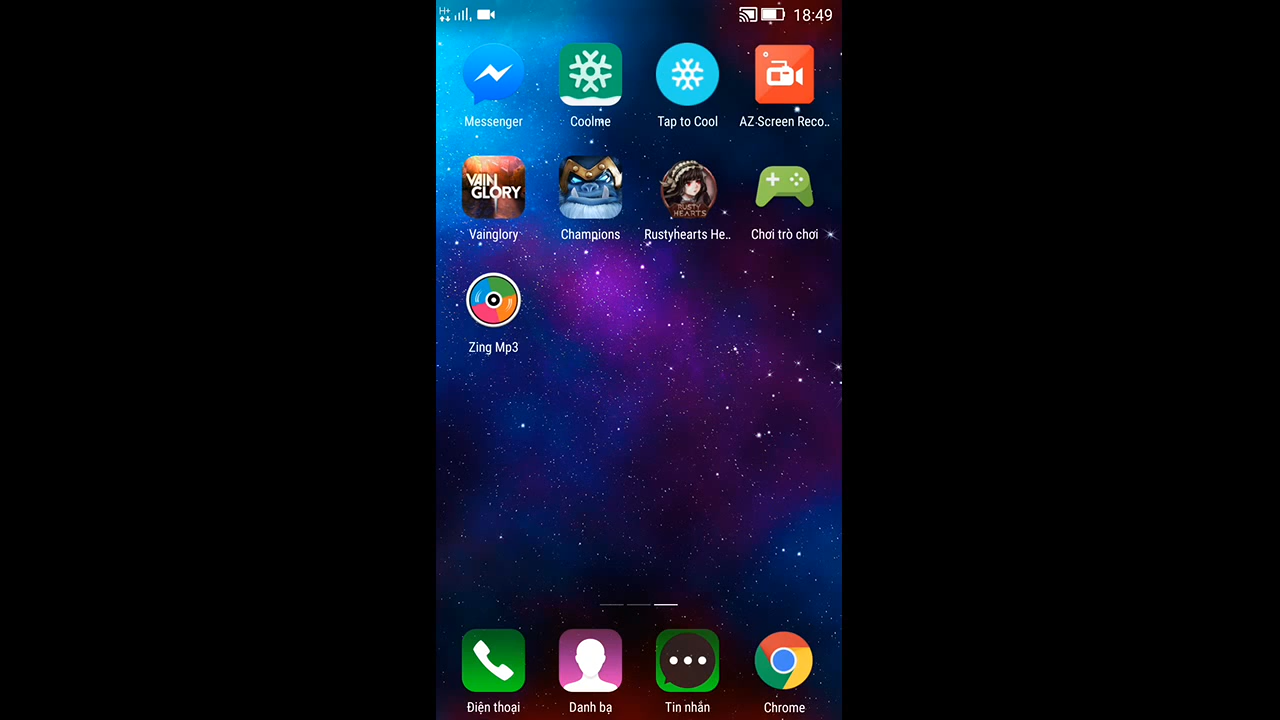 H+ 18:49
Messenger Coolme Tap to Cool AZ Screen Reco..
VAIN
GLORY
RUSTY
HEARTS
Vainglory Champions Rustyhearts He.. Chơi trò chơi
Zing Mp3
Điện thoại Danh bạ Tin nhắn Chrome